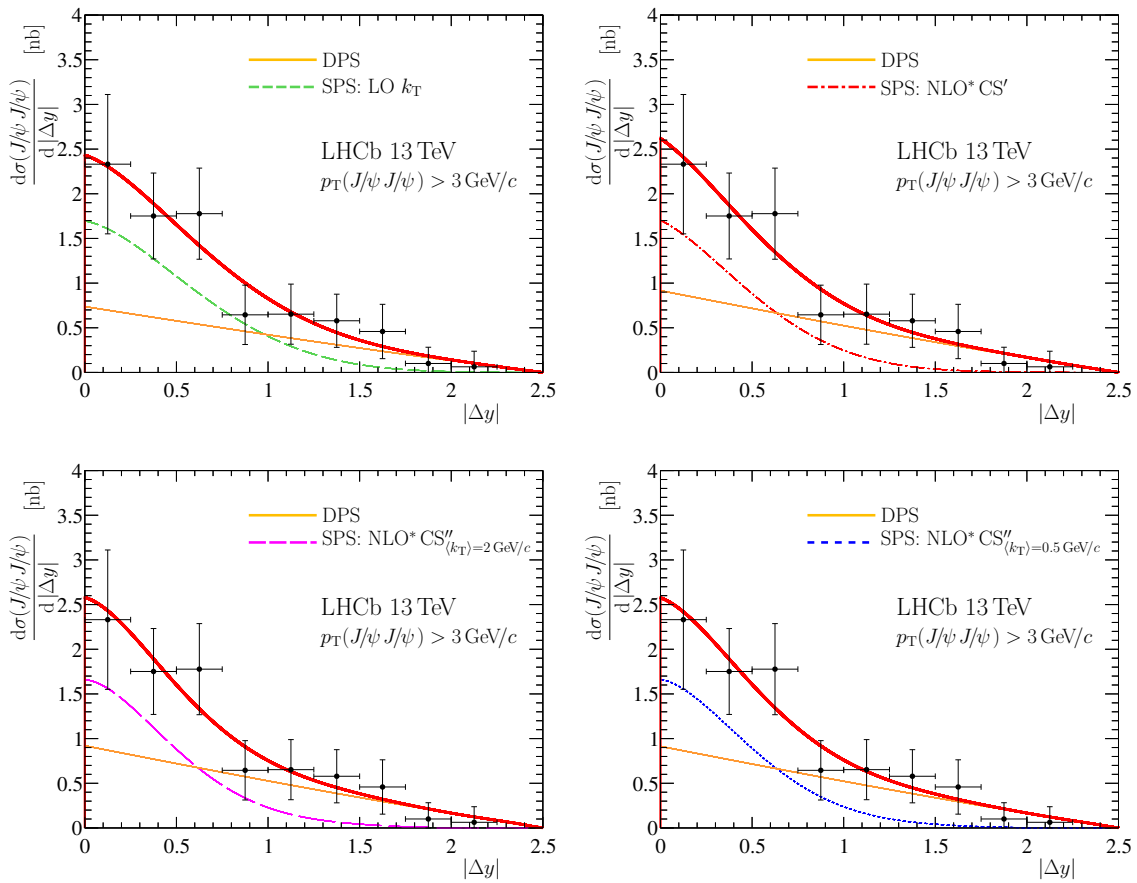 dσ(J/ψ J/ψ) / d|Δy| [nb]
4
3.5
3
2.5
2
1.5
1
0.5
0
DPS
SPS: LO k_T
LHCb 13 TeV
p_T(J/ψ J/ψ) > 3 GeV/c
0 0.5 1 1.5 2 2.5
|Δy|
dσ(J/ψ J/ψ) / d|Δy| [nb]
4
3.5
3
2.5
2
1.5
1
0.5
0
DPS
SPS: NLO* CS′
LHCb 13 TeV
p_T(J/ψ J/ψ) > 3 GeV/c
0 0.5 1 1.5 2 2.5
|Δy|
dσ(J/ψ J/ψ) / d|Δy| [nb]
4
3.5
3
2.5
2
1.5
1
0.5
0
DPS
SPS: NLO* CS″⟨k_T⟩=2 GeV/c
LHCb 13 TeV
p_T(J/ψ J/ψ) > 3 GeV/c
0 0.5 1 1.5 2 2.5
|Δy|
dσ(J/ψ J/ψ) / d|Δy| [nb]
4
3.5
3
2.5
2
1.5
1
0.5
0
DPS
SPS: NLO* CS″⟨k_T⟩=0.5 GeV/c
LHCb 13 TeV
p_T(J/ψ J/ψ) > 3 GeV/c
0 0.5 1 1.5 2 2.5
|Δy|